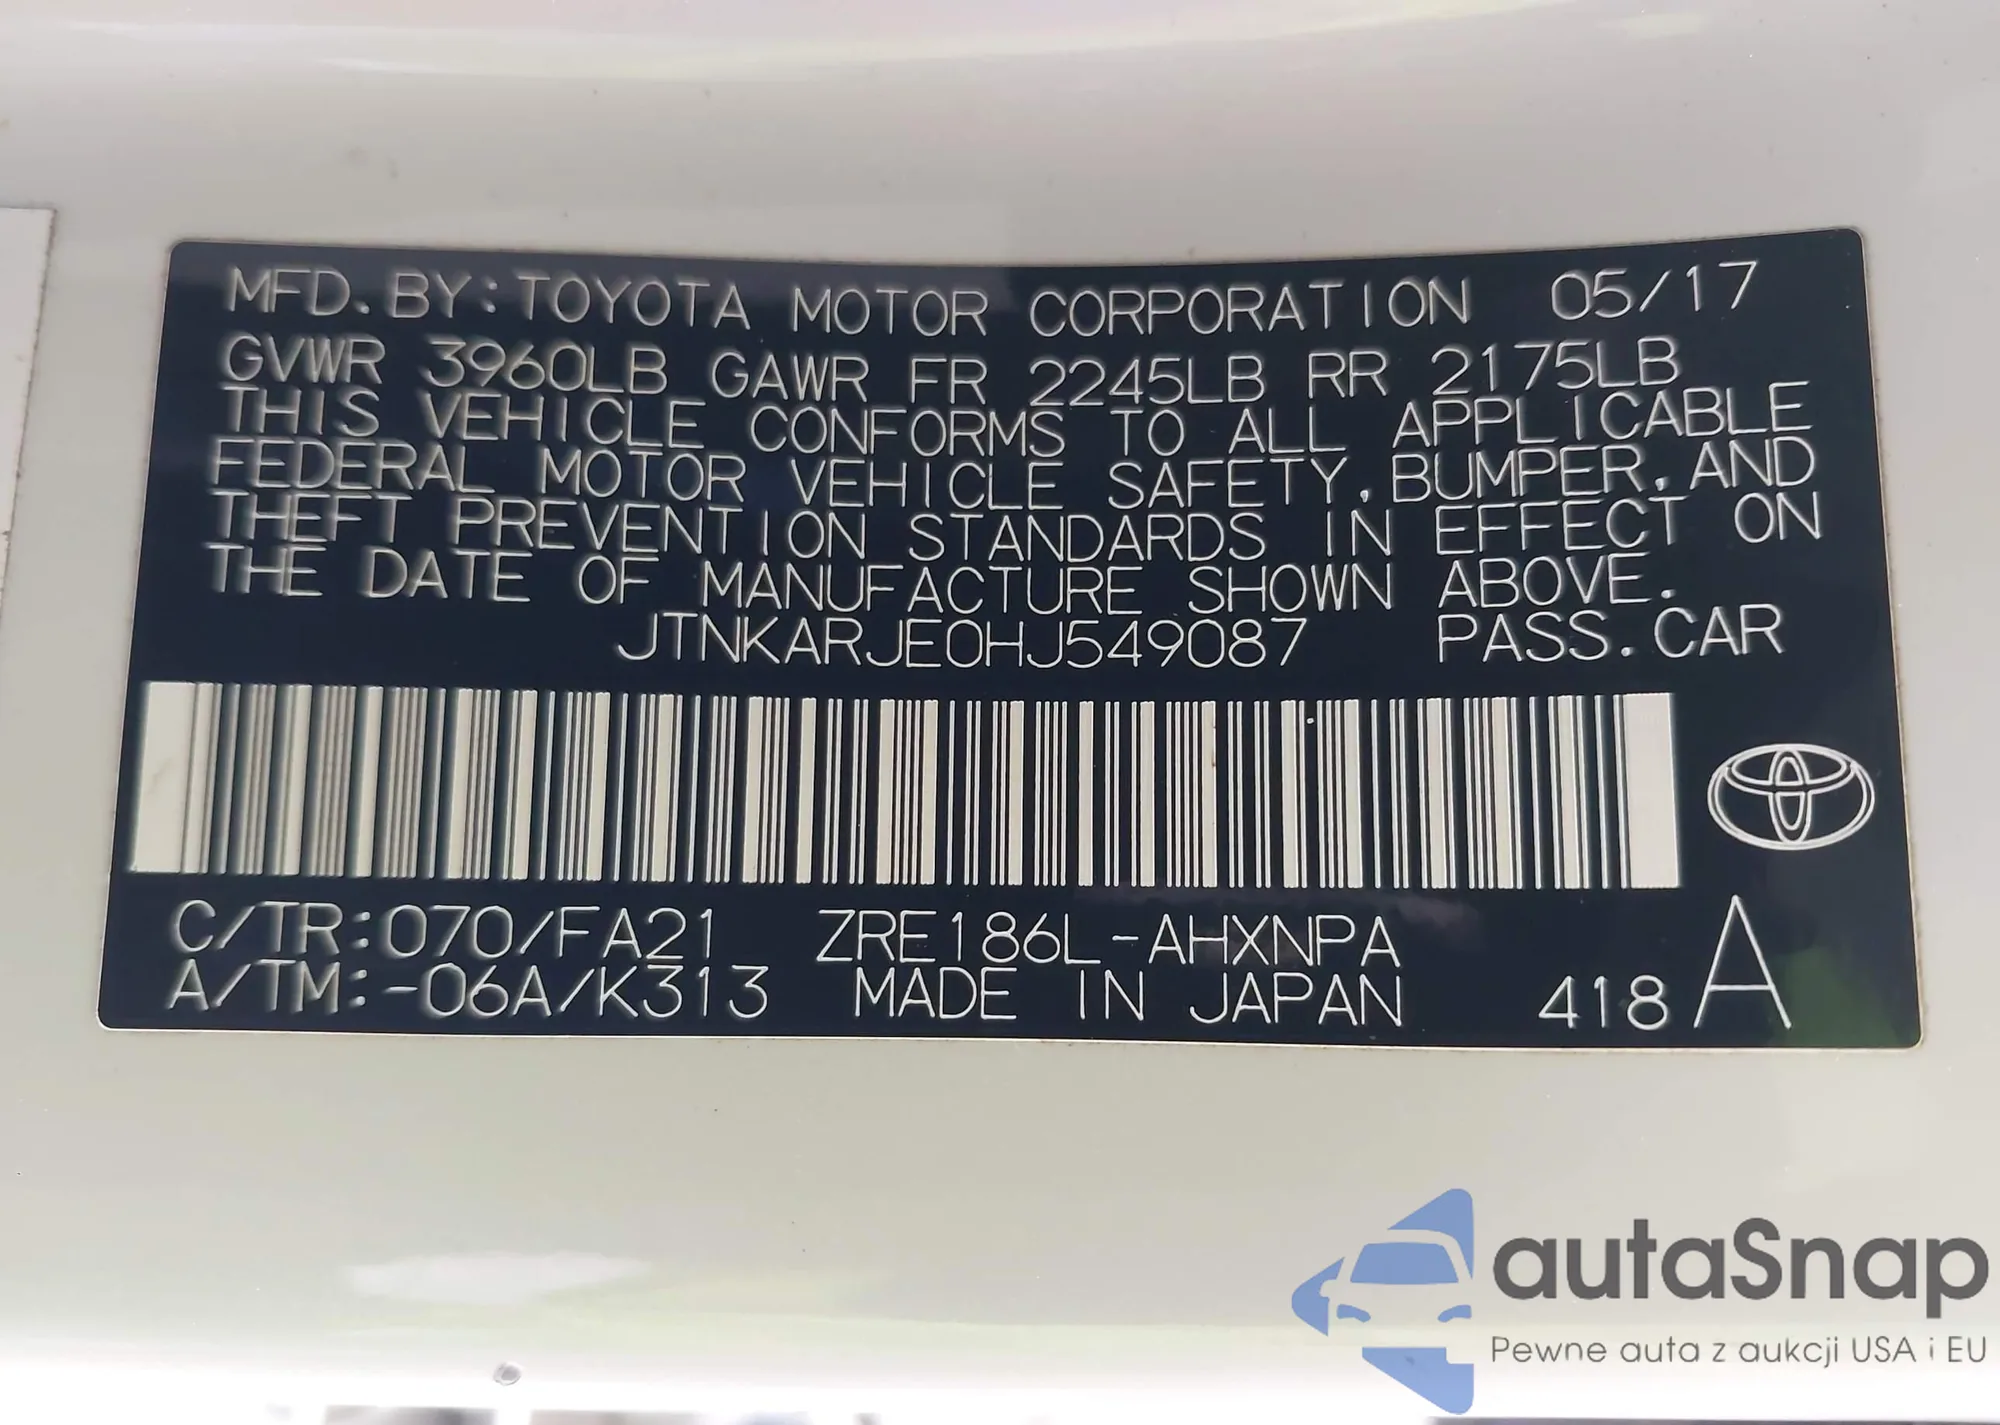 MFD. BY: TOYOTA MOTOR CORPORATION 05/17
GVWR 3960LB GAWR FR 2245LB RR 2175LB
THIS VEHICLE CONFORMS TO ALL APPLICABLE
FEDERAL MOTOR VEHICLE SAFETY, BUMPER, AND
THEFT PREVENTION STANDARDS IN EFFECT ON
THE DATE OF MANUFACTURE SHOWN ABOVE.
JTNKARJE0HJ549087 PASS. CAR
C/TR:070/FA21 ZRE186L-AHXNPA
A/TM:-06A/K313 MADE IN JAPAN 418 A
autaSnap
Pewne auta z aukcji USA i EU